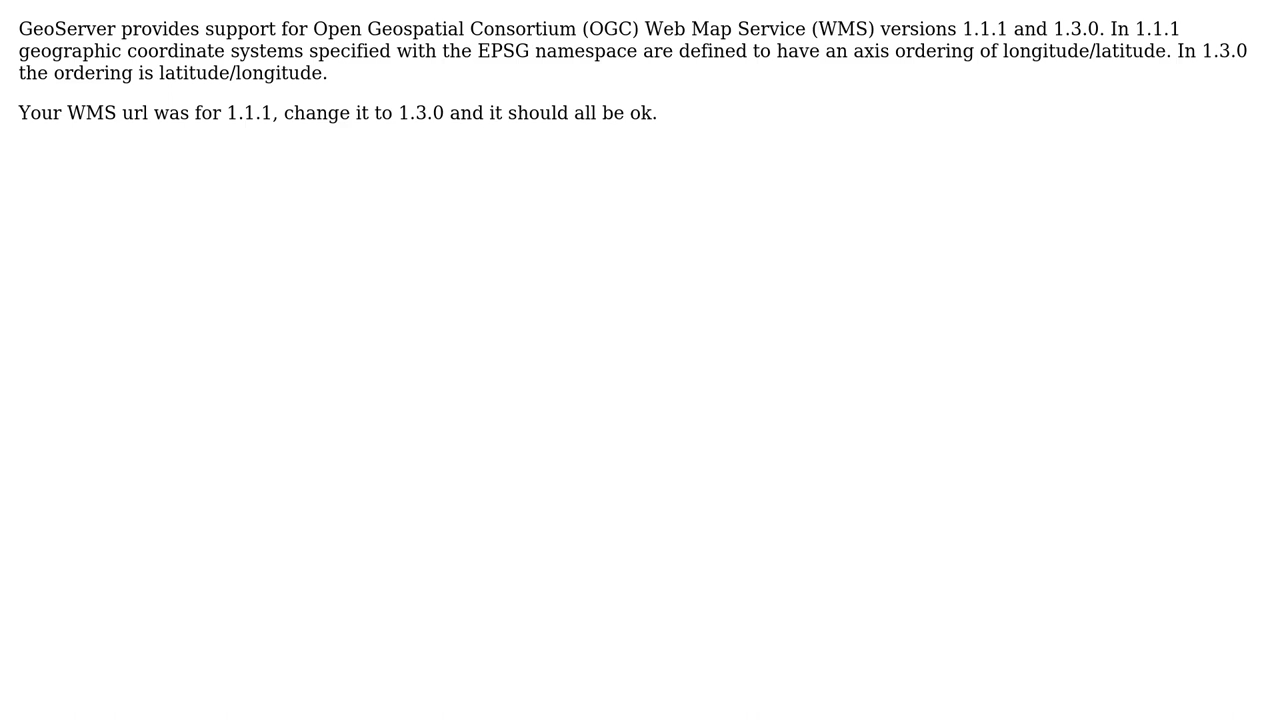 GeoServer provides support for Open Geospatial Consortium (OGC) Web Map Service (WMS) versions 1.1.1 and 1.3.0. In 1.1.1
geographic coordinate systems specified with the EPSG namespace are defined to have an axis ordering of longitude/latitude. In 1.3.0
the ordering is latitude/longitude.
Your WMS url was for 1.1.1, change it to 1.3.0 and it should all be ok.